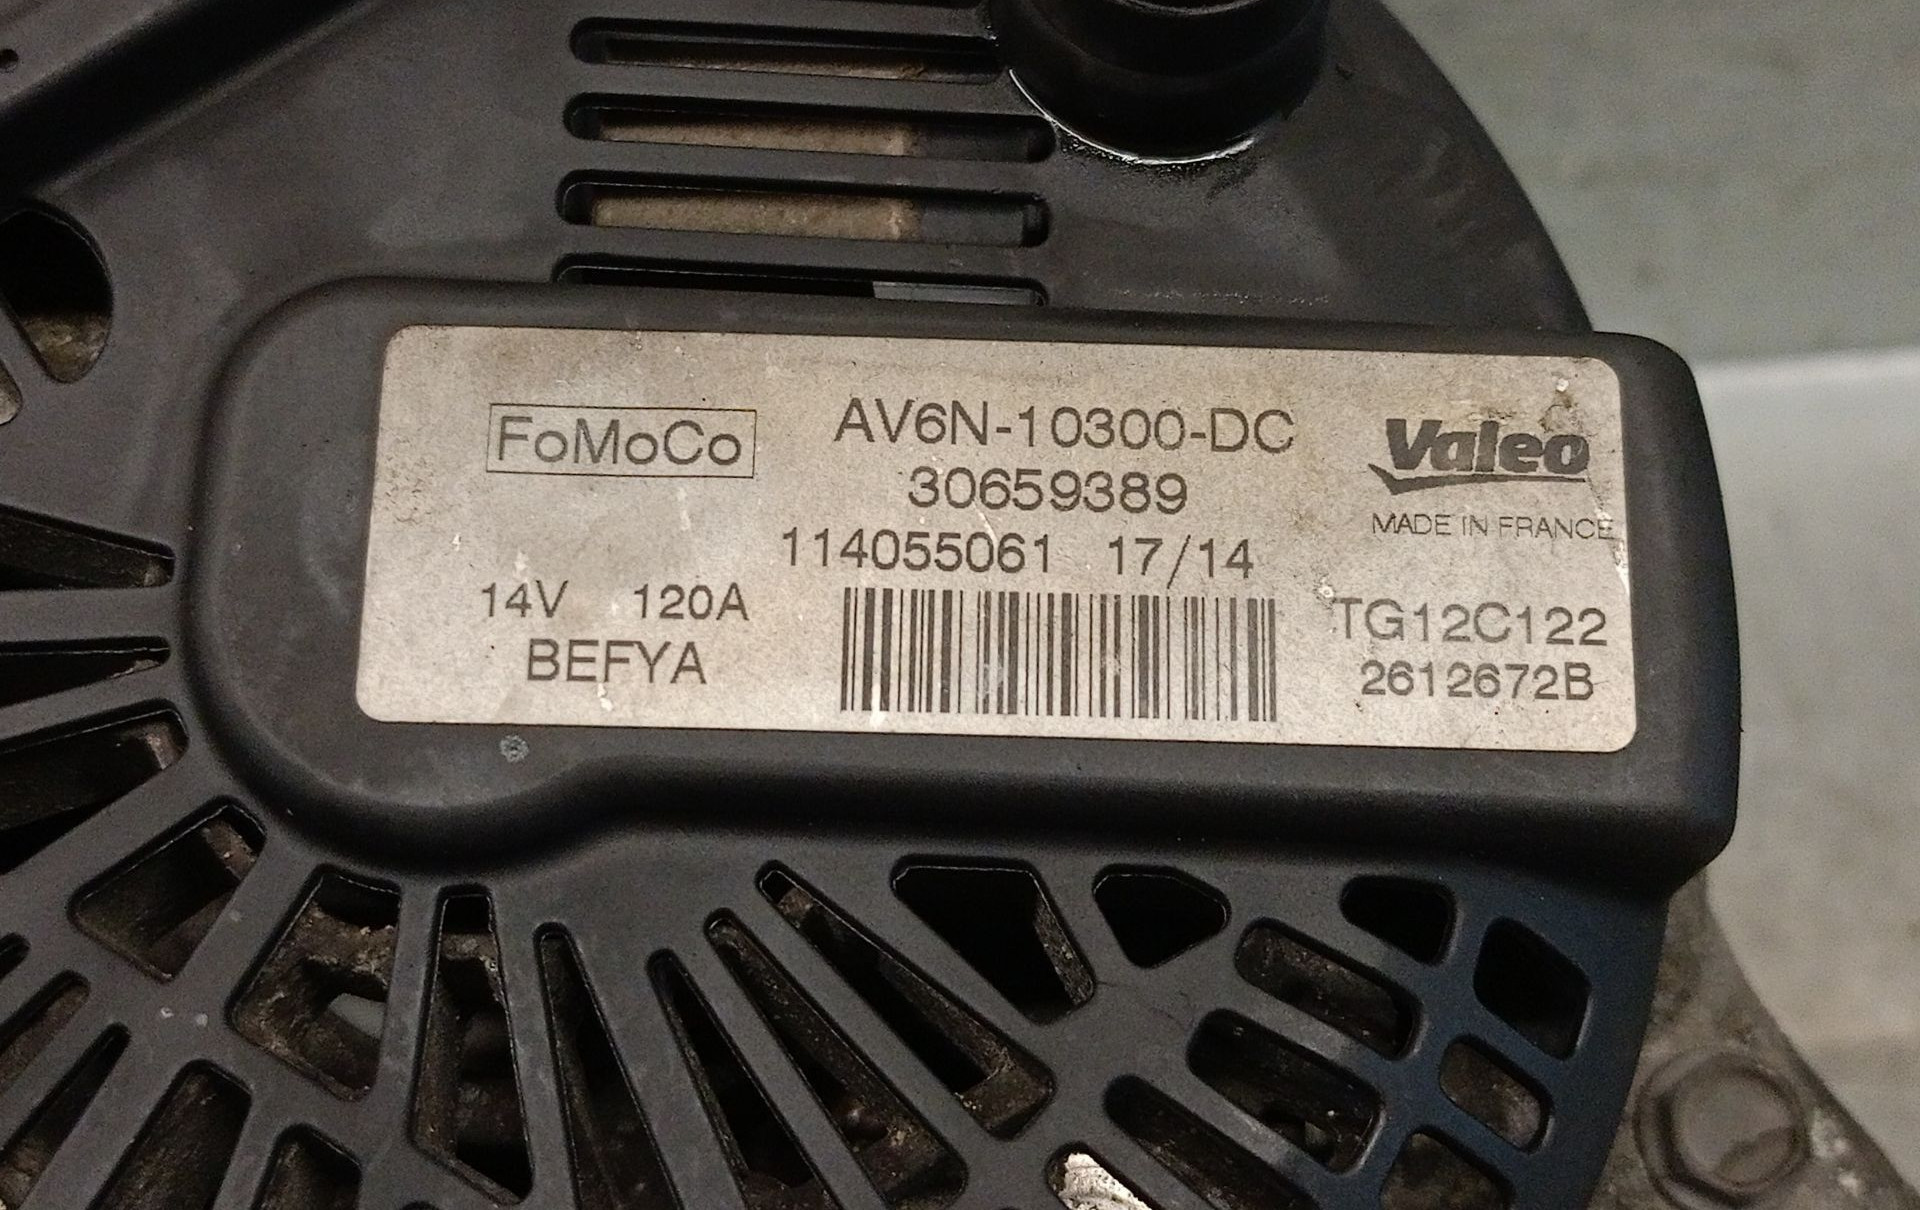 FoMoCo
AV6N-10300-DC
30659389
114055061 17/14
14V 120A
BEFYA
Valeo
MADE IN FRANCE
TG12C122
2612672B